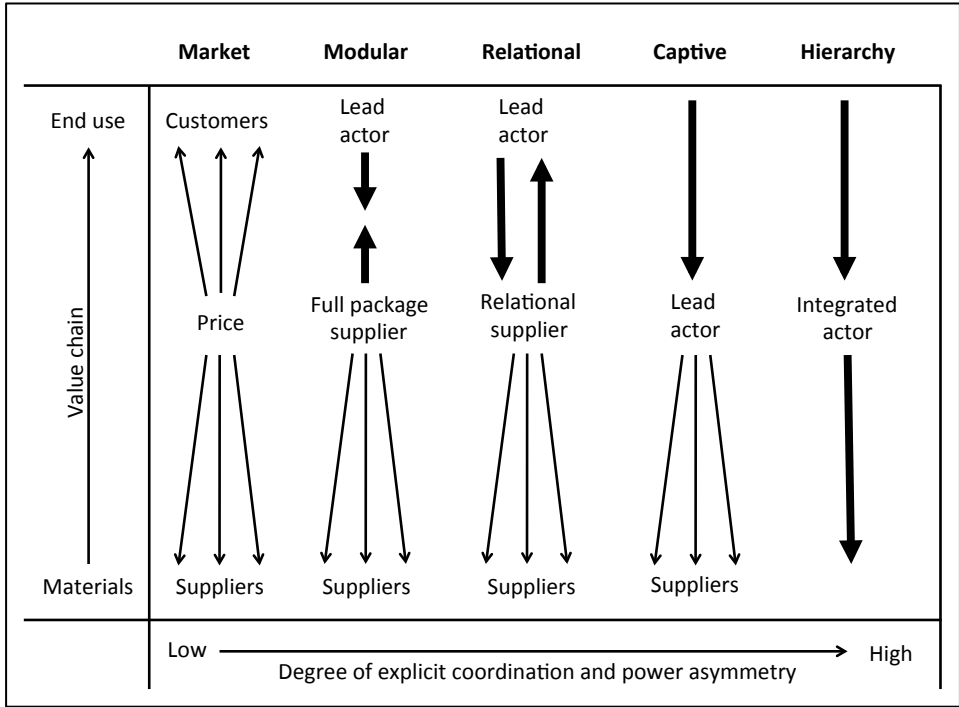 Market Modular Relational Captive Hierarchy
End use Customers Lead Lead
actor actor
Value chain
Price Full package Relational Lead Integrated
supplier supplier actor actor
Materials Suppliers Suppliers Suppliers Suppliers
Low High
Degree of explicit coordination and power asymmetry